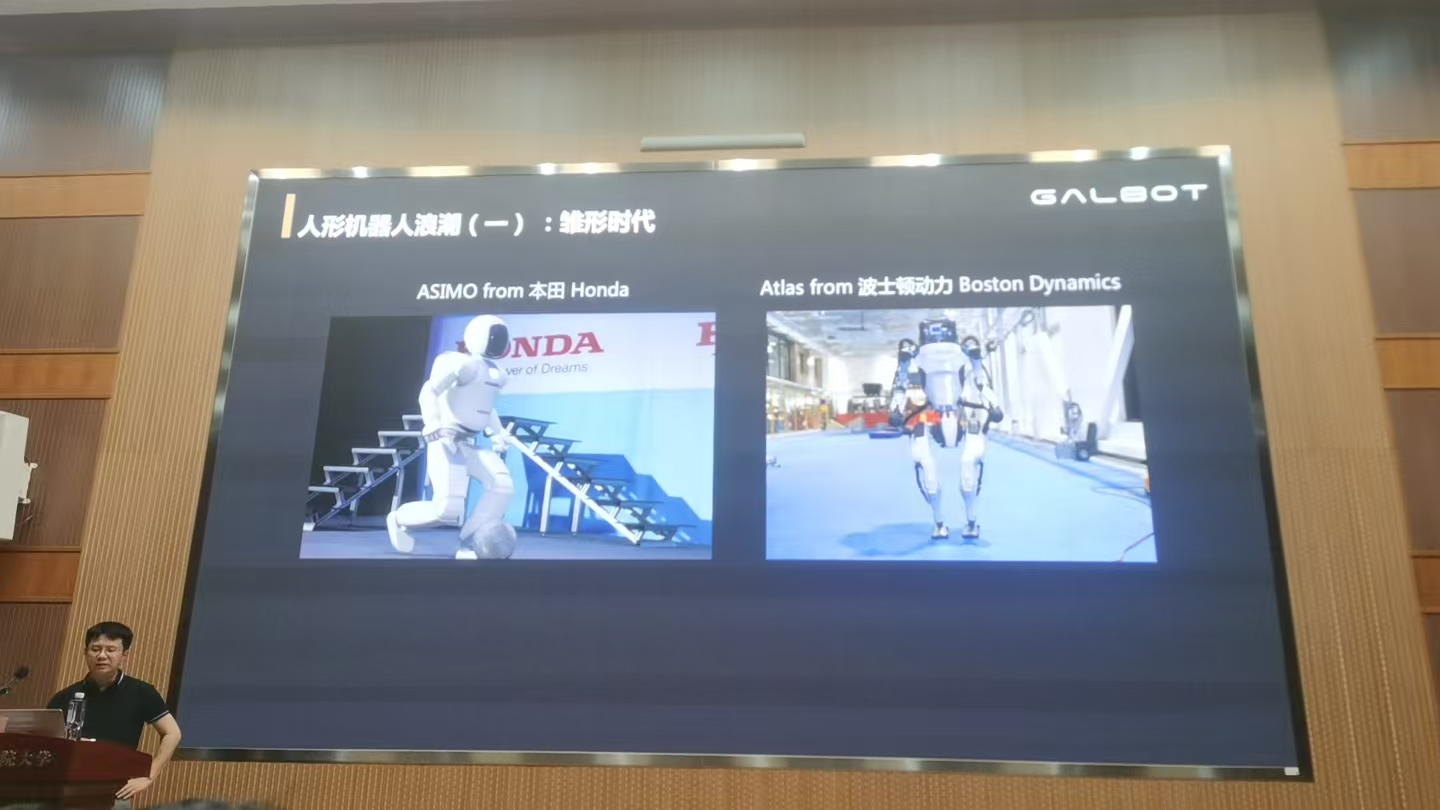 GALBOT
人形机器人浪潮（一）：雏形时代
ASIMO from 本田 Honda
Atlas from 波士顿动力 Boston Dynamics
HONDA
ver of Dreams
院大学